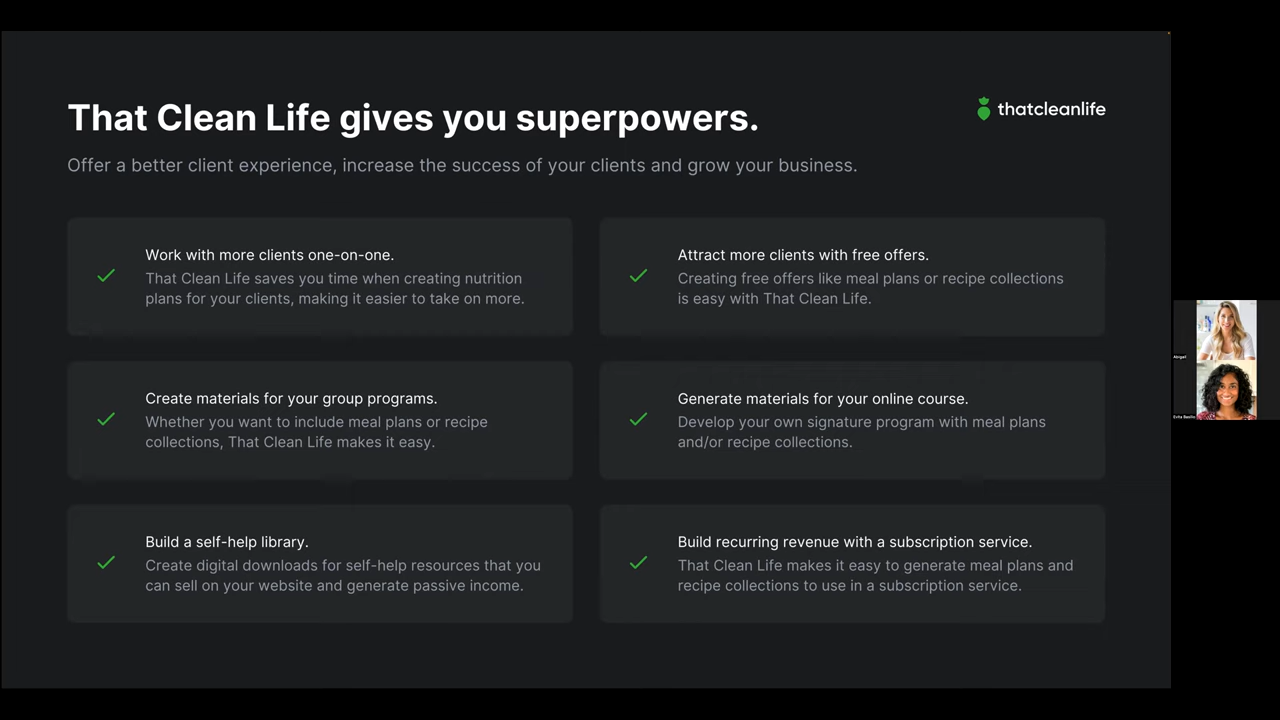 That Clean Life gives you superpowers.
thatcleanlife
Offer a better client experience, increase the success of your clients and grow your business.
Work with more clients one-on-one.
That Clean Life saves you time when creating nutrition
plans for your clients, making it easier to take on more.
Attract more clients with free offers.
Creating free offers like meal plans or recipe collections
is easy with That Clean Life.
Create materials for your group programs.
Whether you want to include meal plans or recipe
collections, That Clean Life makes it easy.
Generate materials for your online course.
Develop your own signature program with meal plans
and/or recipe collections.
Build a self-help library.
Create digital downloads for self-help resources that you
can sell on your website and generate passive income.
Build recurring revenue with a subscription service.
That Clean Life makes it easy to generate meal plans and
recipe collections to use in a subscription service.
Abigail